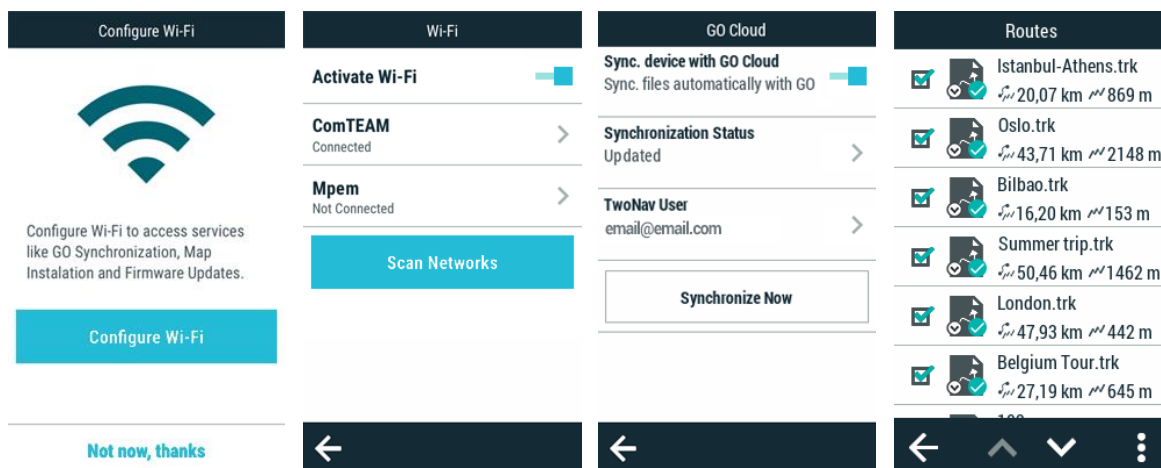 Configure Wi-Fi
Configure Wi-Fi to access services
like GO Synchronization, Map
Instalation and Firmware Updates.
Configure Wi-Fi
Not now, thanks
Wi-Fi
Activate Wi-Fi
ComTEAM
Connected
Mpem
Not Connected
Scan Networks
GO Cloud
Sync. device with GO Cloud
Sync. files automatically with GO
Synchronization Status
Updated
TwoNav User
email@email.com
Synchronize Now
Routes
Istanbul-Athens.trk
20,07 km 869 m
Oslo.trk
43,71 km 2148 m
Bilbao.trk
16,20 km 153 m
Summer trip.trk
50,46 km 1462 m
London.trk
47,93 km 442 m
Belgium Tour.trk
27,19 km 645 m